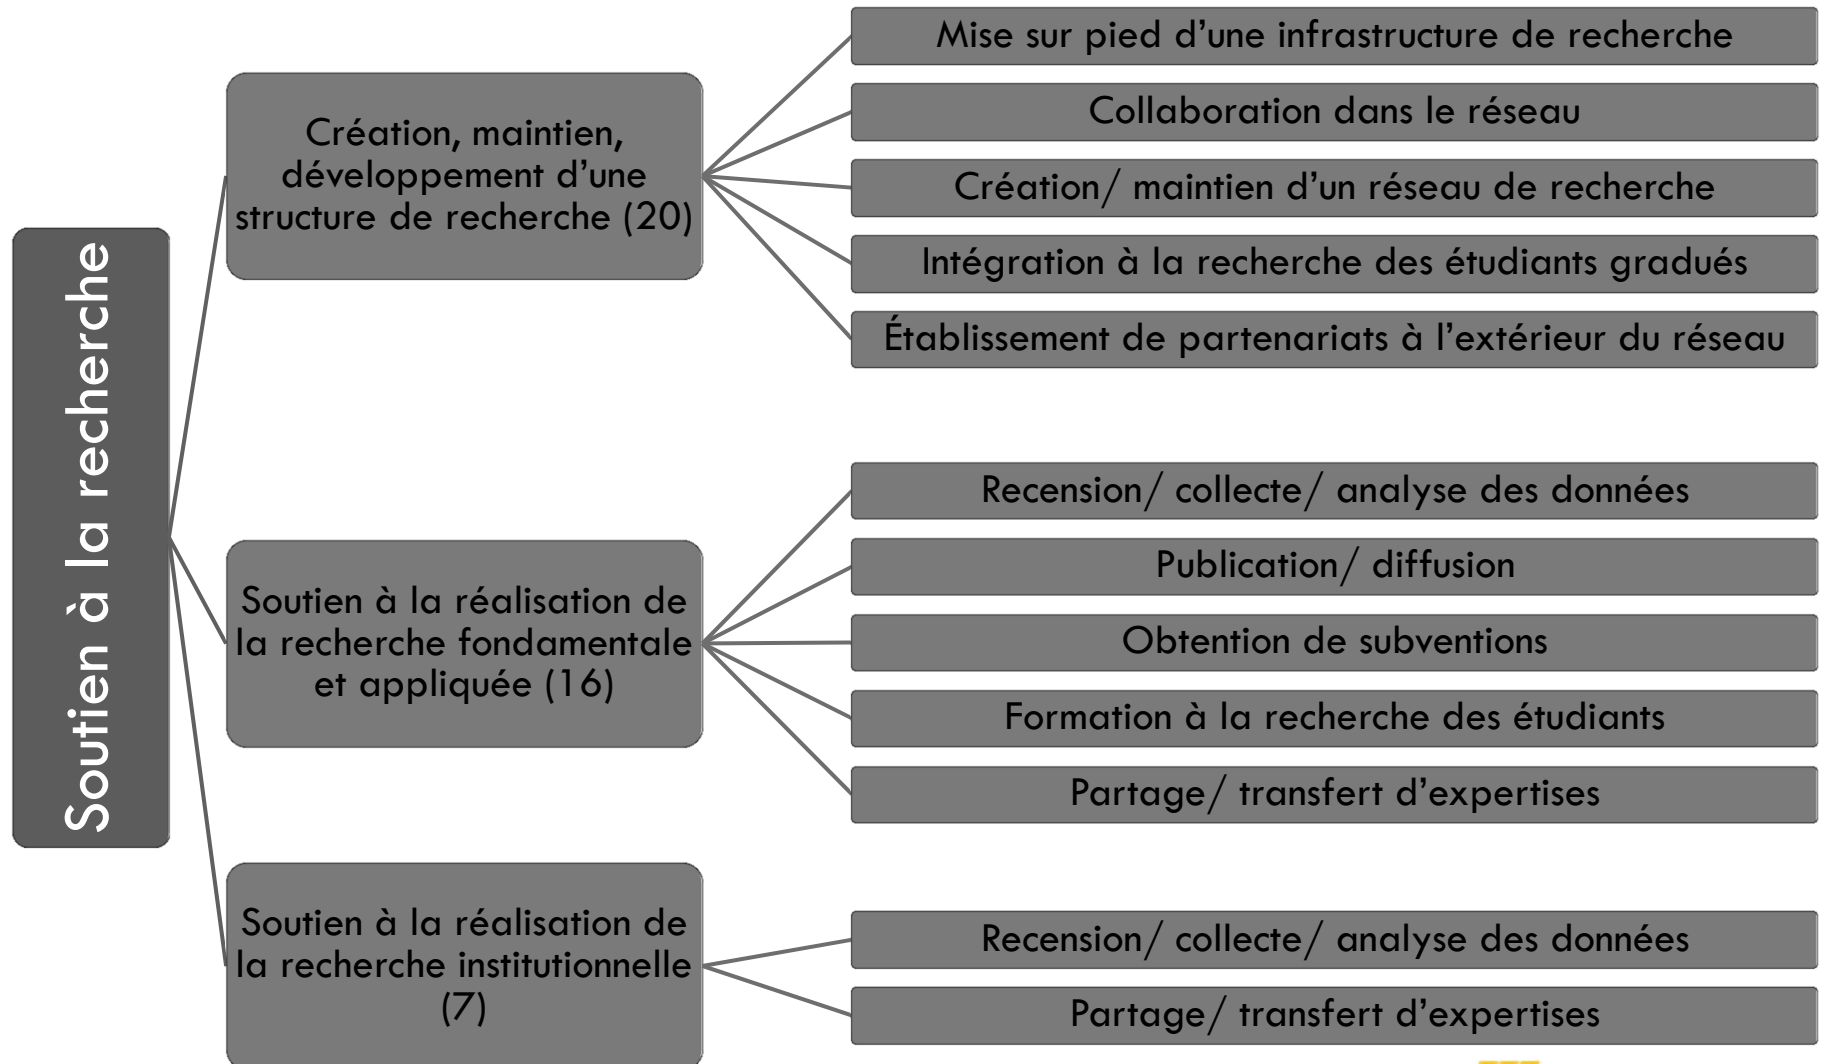 Soutien à la recherche
Création, maintien,
développement d'une
structure de recherche (20)
Mise sur pied d'une infrastructure de recherche
Collaboration dans le réseau
Création/ maintien d'un réseau de recherche
Intégration à la recherche des étudiants gradués
Établissement de partenariats à l'extérieur du réseau
Soutien à la réalisation de
la recherche fondamentale
et appliquée (16)
Recension/ collecte/ analyse des données
Publication/ diffusion
Obtention de subventions
Formation à la recherche des étudiants
Partage/ transfert d'expertises
Soutien à la réalisation de
la recherche institutionnelle
(7)
Recension/ collecte/ analyse des données
Partage/ transfert d'expertises